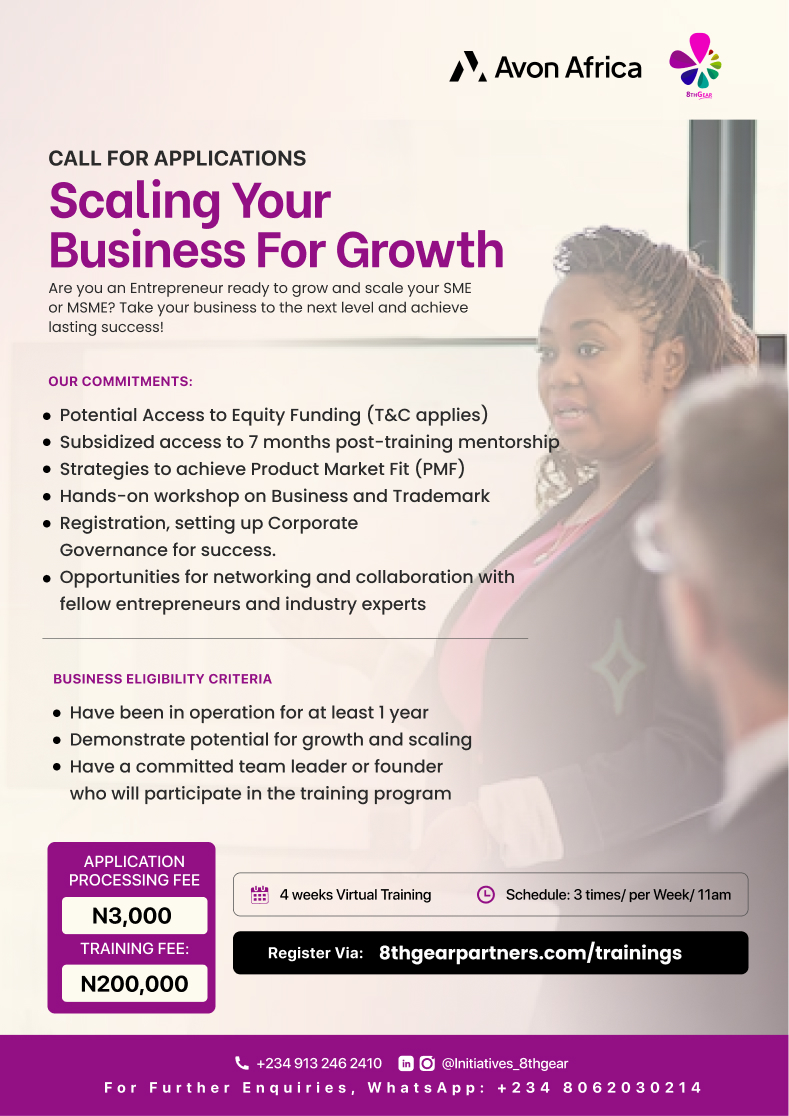 Avon Africa
8THGEAR
CALL FOR APPLICATIONS
Scaling Your
Business For Growth
Are you an Entrepreneur ready to grow and scale your SME
or MSME? Take your business to the next level and achieve
lasting success!
OUR COMMITMENTS:
• Potential Access to Equity Funding (T&C applies)
• Subsidized access to 7 months post-training mentorship
• Strategies to achieve Product Market Fit (PMF)
• Hands-on workshop on Business and Trademark
• Registration, setting up Corporate
Governance for success.
• Opportunities for networking and collaboration with
fellow entrepreneurs and industry experts
BUSINESS ELIGIBILITY CRITERIA
• Have been in operation for at least 1 year
• Demonstrate potential for growth and scaling
• Have a committed team leader or founder
who will participate in the training program
APPLICATION
PROCESSING FEE
N3,000
TRAINING FEE:
N200,000
4 weeks Virtual Training
Schedule: 3 times/ per Week/ 11am
Register Via: 8thgearpartners.com/trainings
+234 913 246 2410 in @Initiatives_8thgear
For Further Enquiries, WhatsApp: +234 8062030214